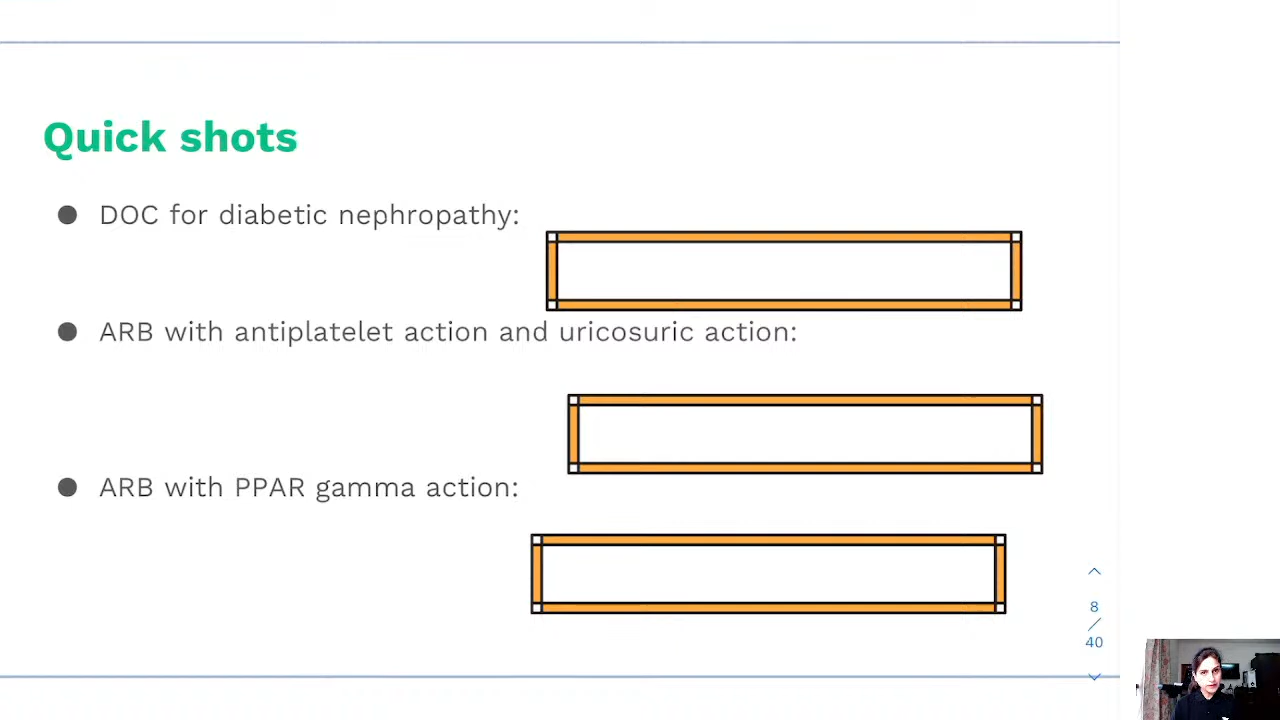 Quick shots
● DOC for diabetic nephropathy:
● ARB with antiplatelet action and uricosuric action:
● ARB with PPAR gamma action:
8
/
40